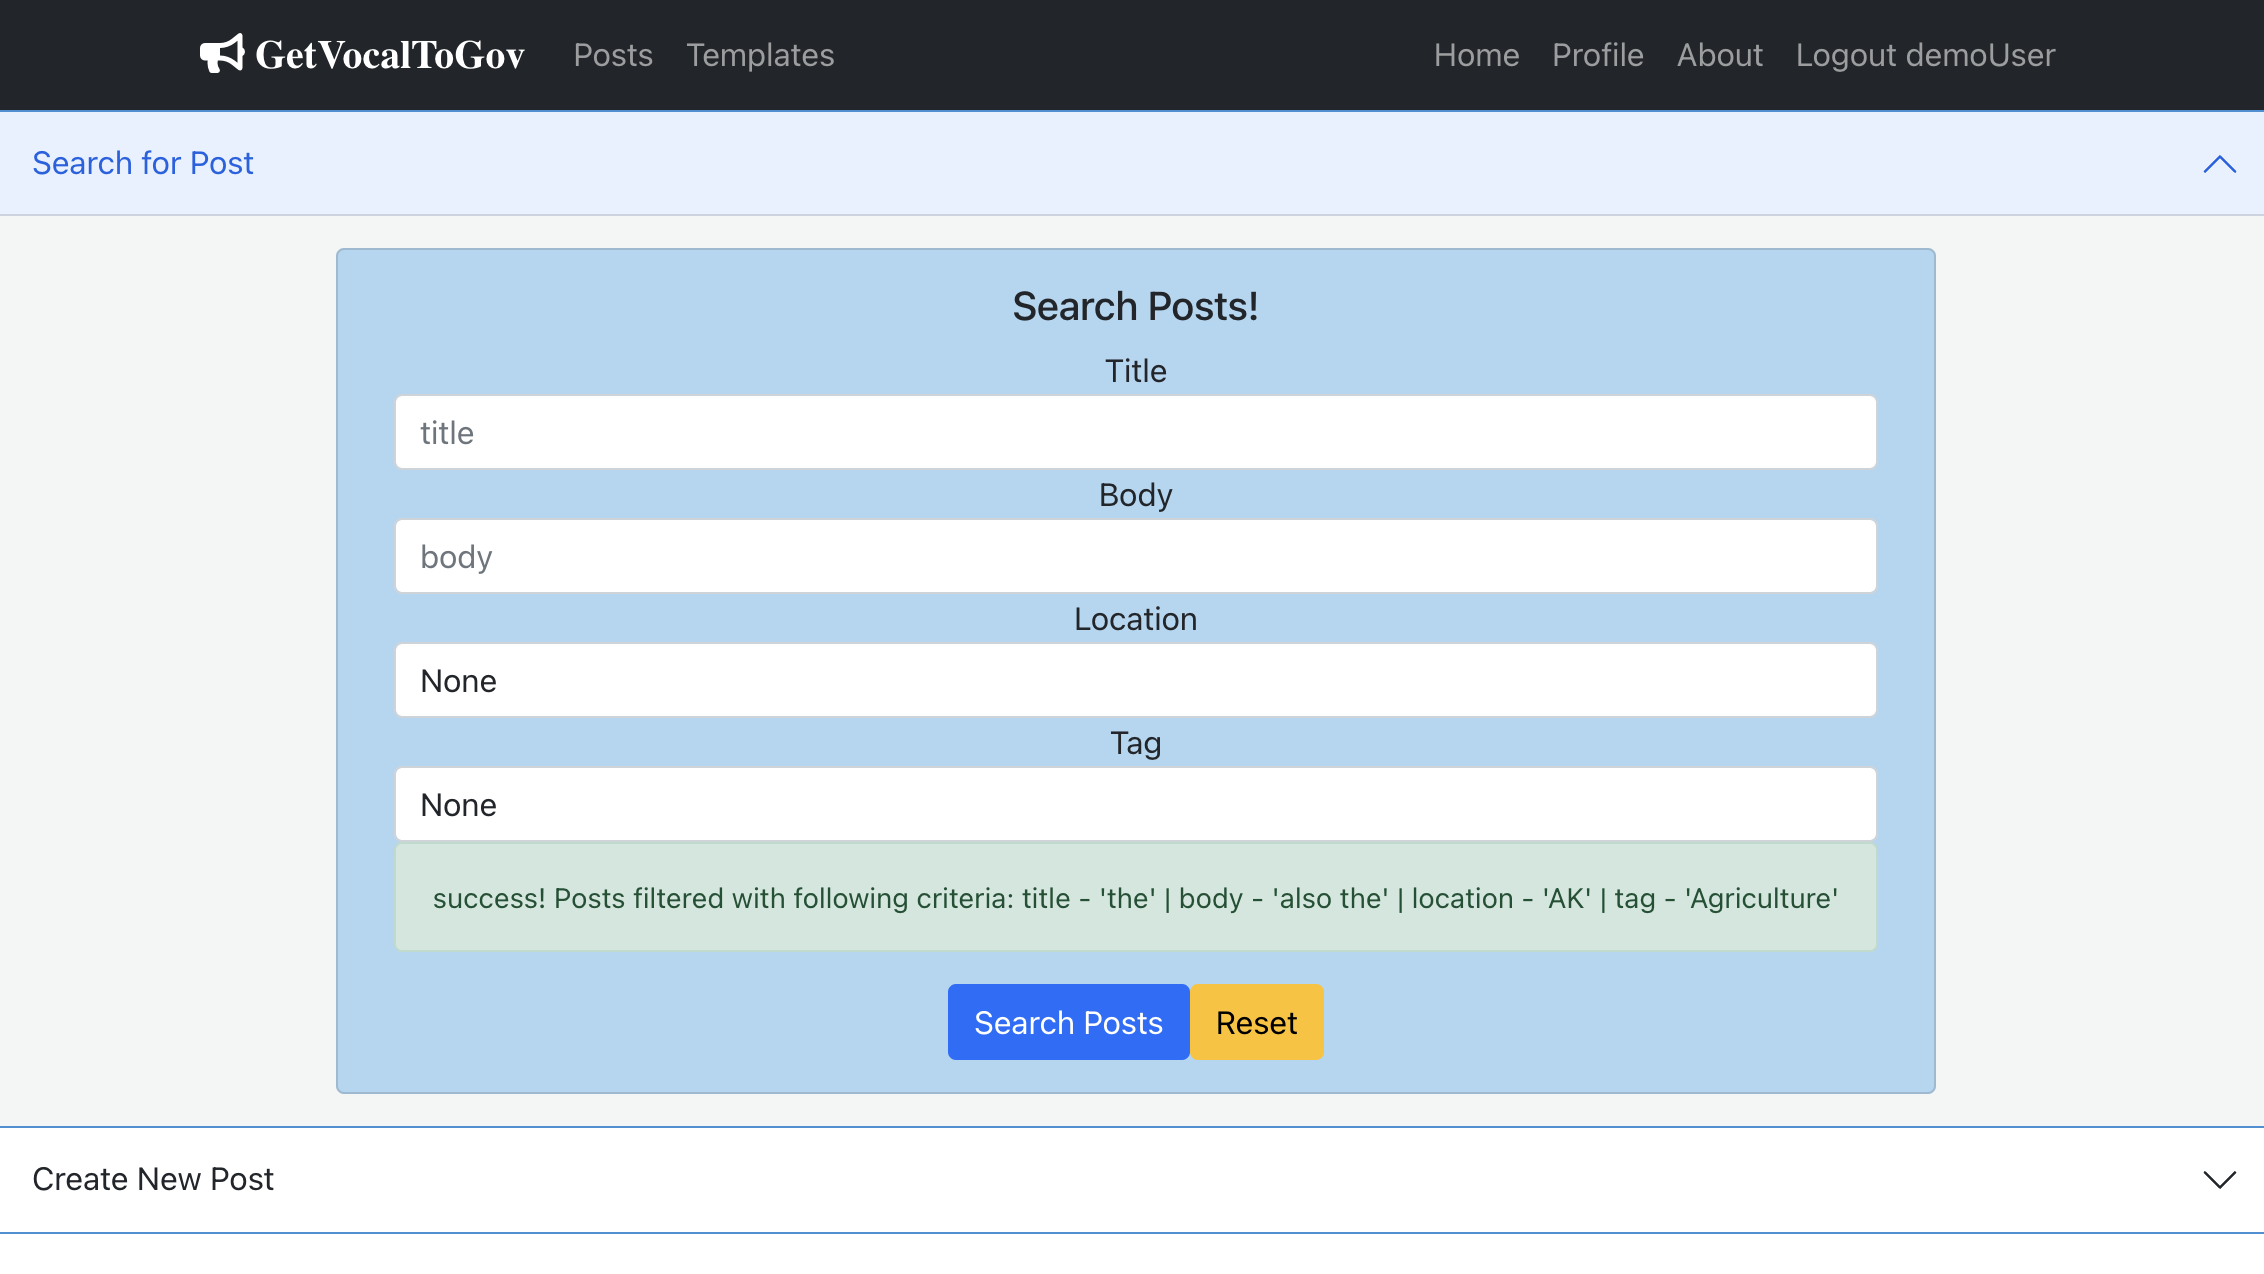 GetVocalToGov Posts Templates Home Profile About Logout demoUser
Search for Post
Search Posts!
Title
title
Body
body
Location
None
Tag
None
success! Posts filtered with following criteria: title - 'the' | body - 'also the' | location - 'AK' | tag - 'Agriculture'
Search Posts Reset
Create New Post